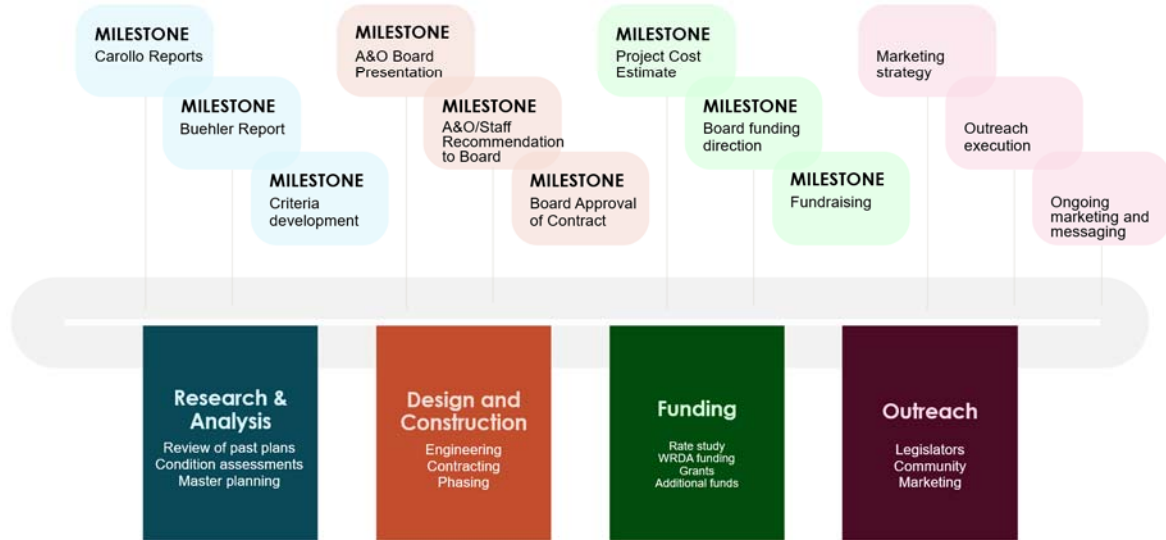 MILESTONE
Carollo Reports
MILESTONE
Buehler Report
MILESTONE
Criteria
development
MILESTONE
A&O Board
Presentation
MILESTONE
A&O/Staff
Recommendation
to Board
MILESTONE
Board Approval
of Contract
MILESTONE
Project Cost
Estimate
MILESTONE
Board funding
direction
MILESTONE
Fundraising
Marketing
strategy
Outreach
execution
Ongoing
marketing and
messaging
Research &
Analysis
Review of past plans
Condition assessments
Master planning
Design and
Construction
Engineering
Contracting
Phasing
Funding
Rate study
WRDA funding
Grants
Additional funds
Outreach
Legislators
Community
Marketing